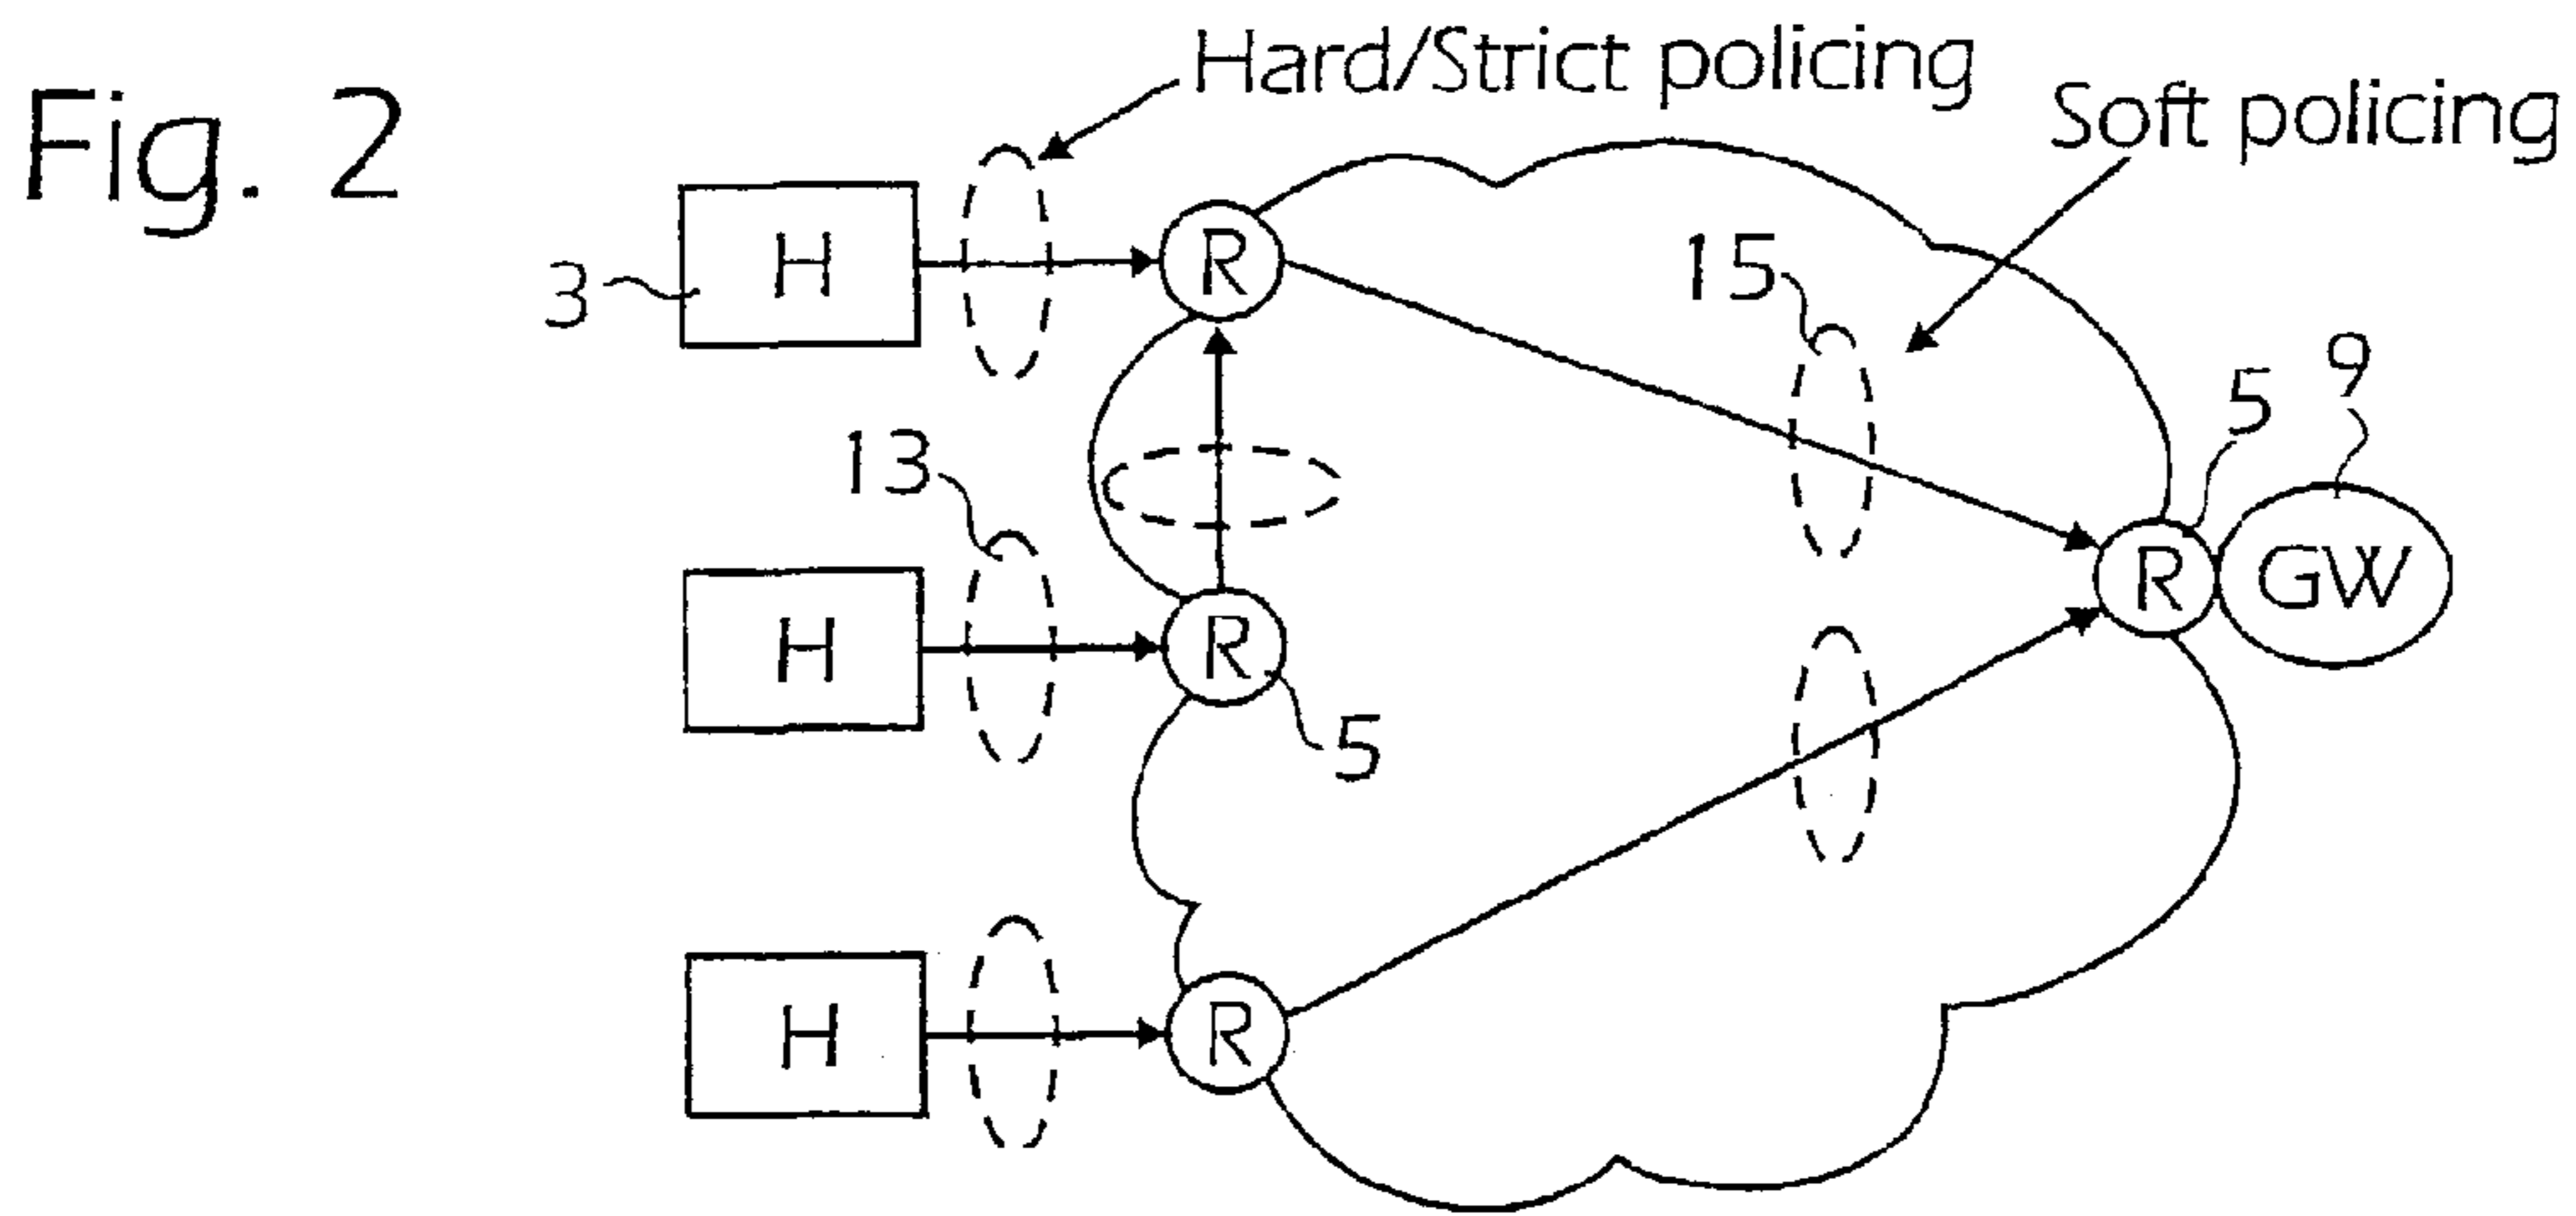 Fig. 2
Hard/Strict policing
Soft policing
3
H
R
15
9
5
13
R
GW
H
R
5
H
R